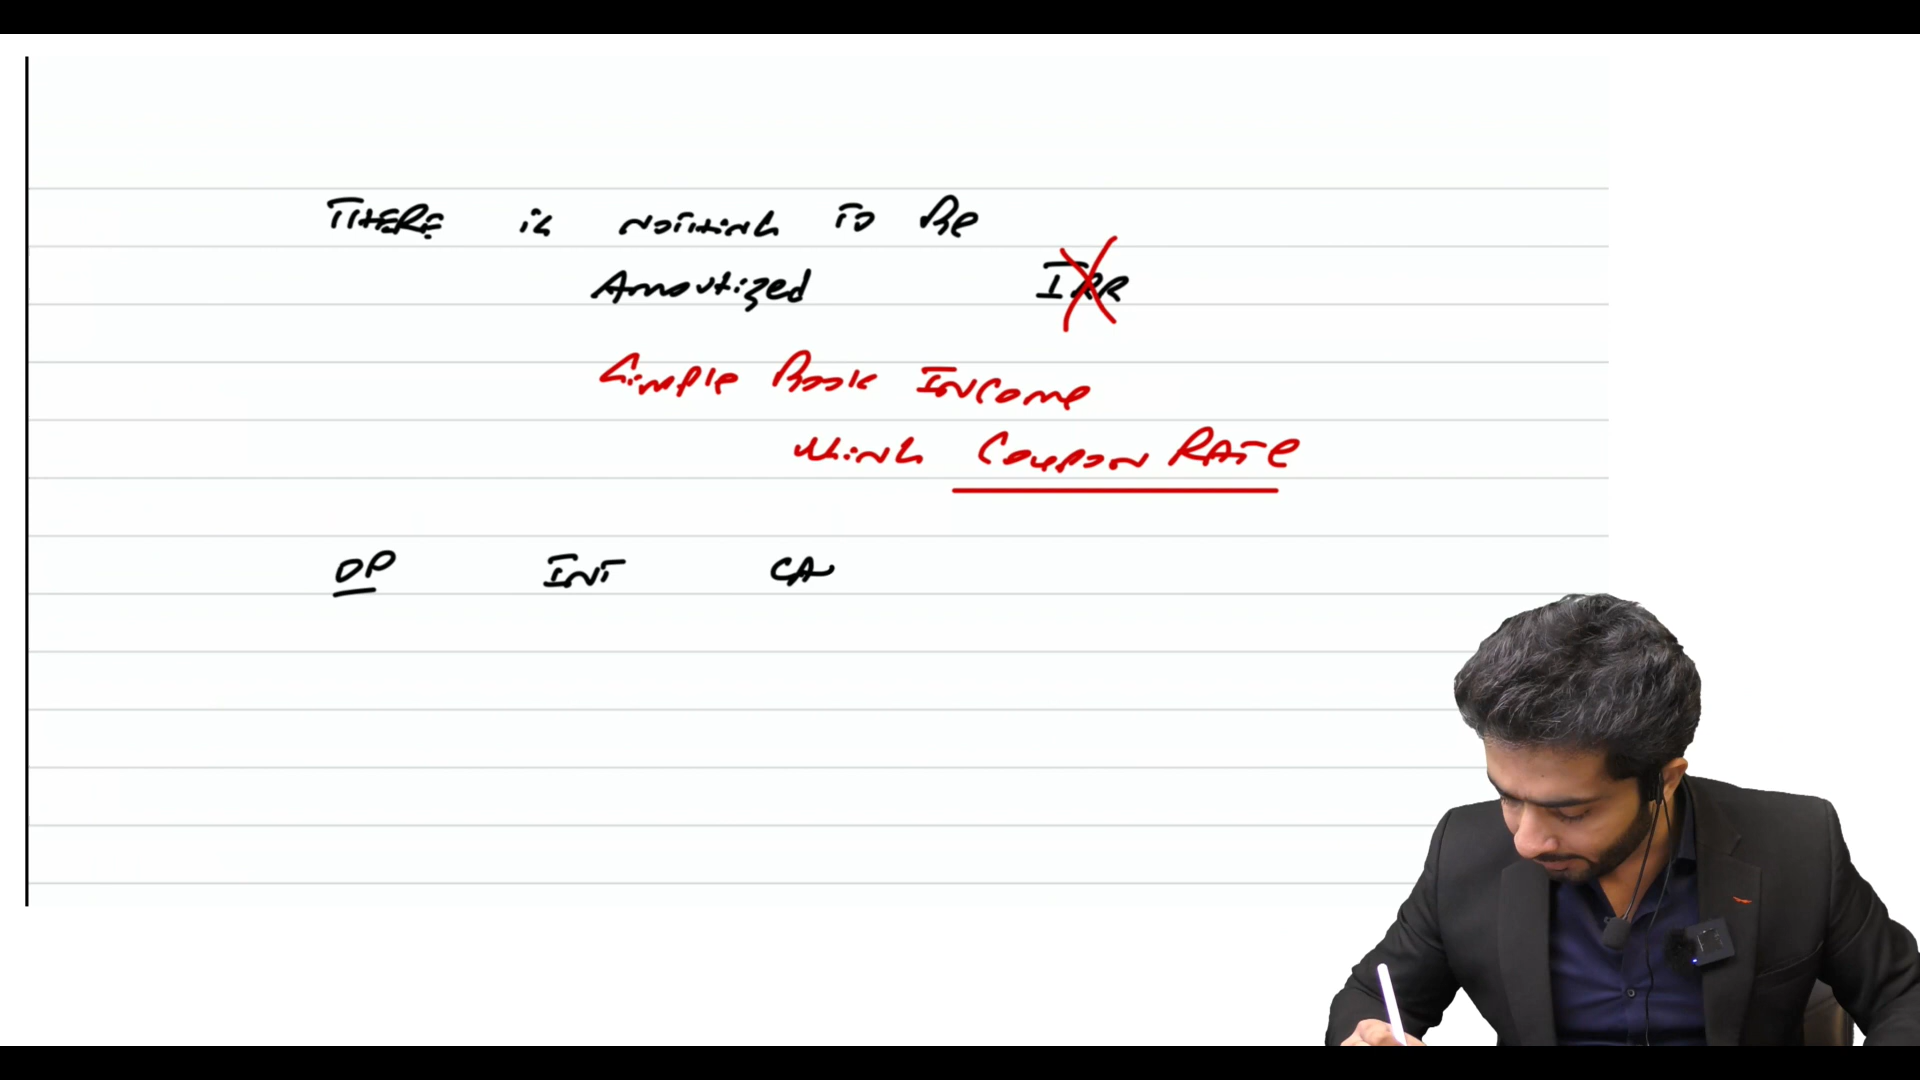 THERE is nothing to be
Amortized IRR
Simple Book Income
using Coupon RATE
OP INT CA